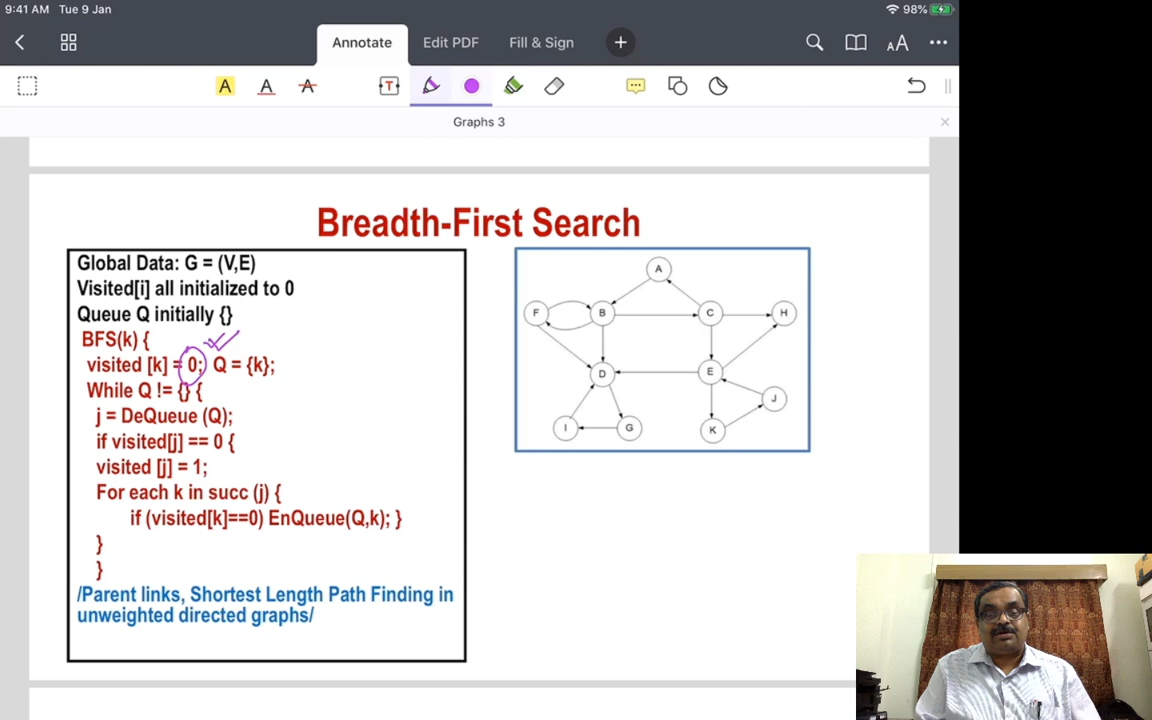 9:41 AM Tue 9 Jan
98%
Annotate
Edit PDF
Fill & Sign
AA
A
A
A
T
Graphs 3
Breadth-First Search
Global Data: G = (V,E)
Visited[i] all initialized to 0
Queue Q initially {}
BFS(k) {
visited [k] = 0; Q = {k};
While Q != {} {
j = DeQueue (Q);
if visited[j] == 0 {
visited [j] = 1;
For each k in succ (j) {
if (visited[k]==0) EnQueue(Q,k); }
}
}
/Parent links, Shortest Length Path Finding in
unweighted directed graphs/
A
F B C H
D E
J
I G K